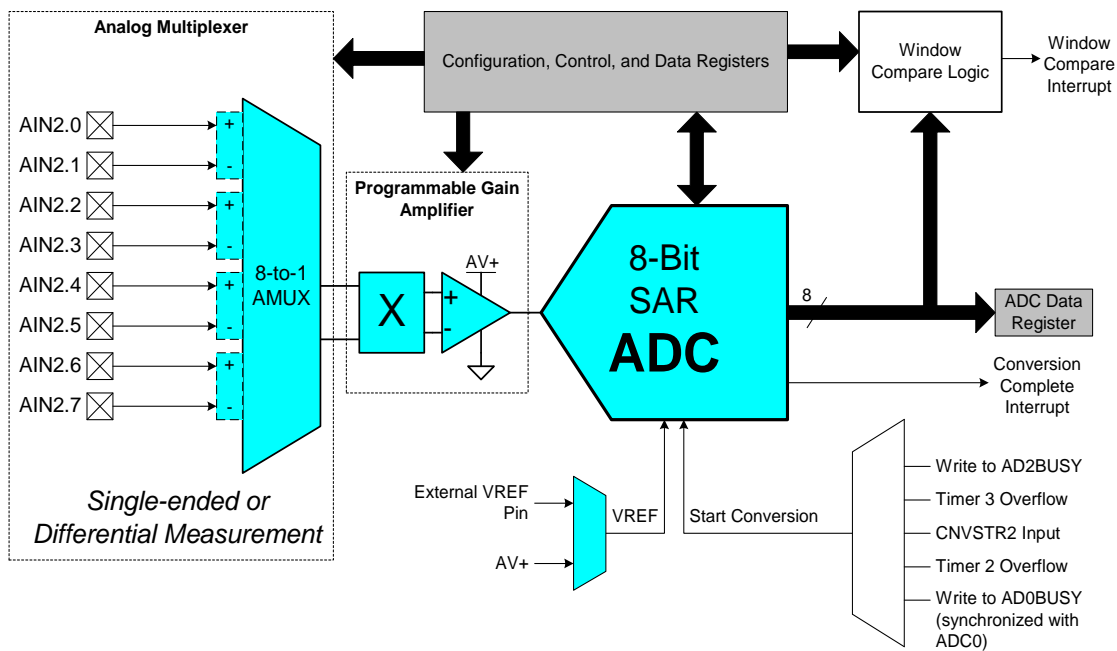 Analog Multiplexer
AIN2.0
AIN2.1
AIN2.2
AIN2.3
AIN2.4
AIN2.5
AIN2.6
AIN2.7
+
-
+
-
+
-
+
-
8-to-1
AMUX
Single-ended or
Differential Measurement
Configuration, Control, and Data Registers
Programmable Gain
Amplifier
X
+
-
AV+
8-Bit
SAR
ADC
Window
Compare Logic
Window
Compare
Interrupt
8
ADC Data
Register
Conversion
Complete
Interrupt
External VREF
Pin
AV+
VREF
Start Conversion
Write to AD2BUSY
Timer 3 Overflow
CNVSTR2 Input
Timer 2 Overflow
Write to AD0BUSY
(synchronized with
ADC0)